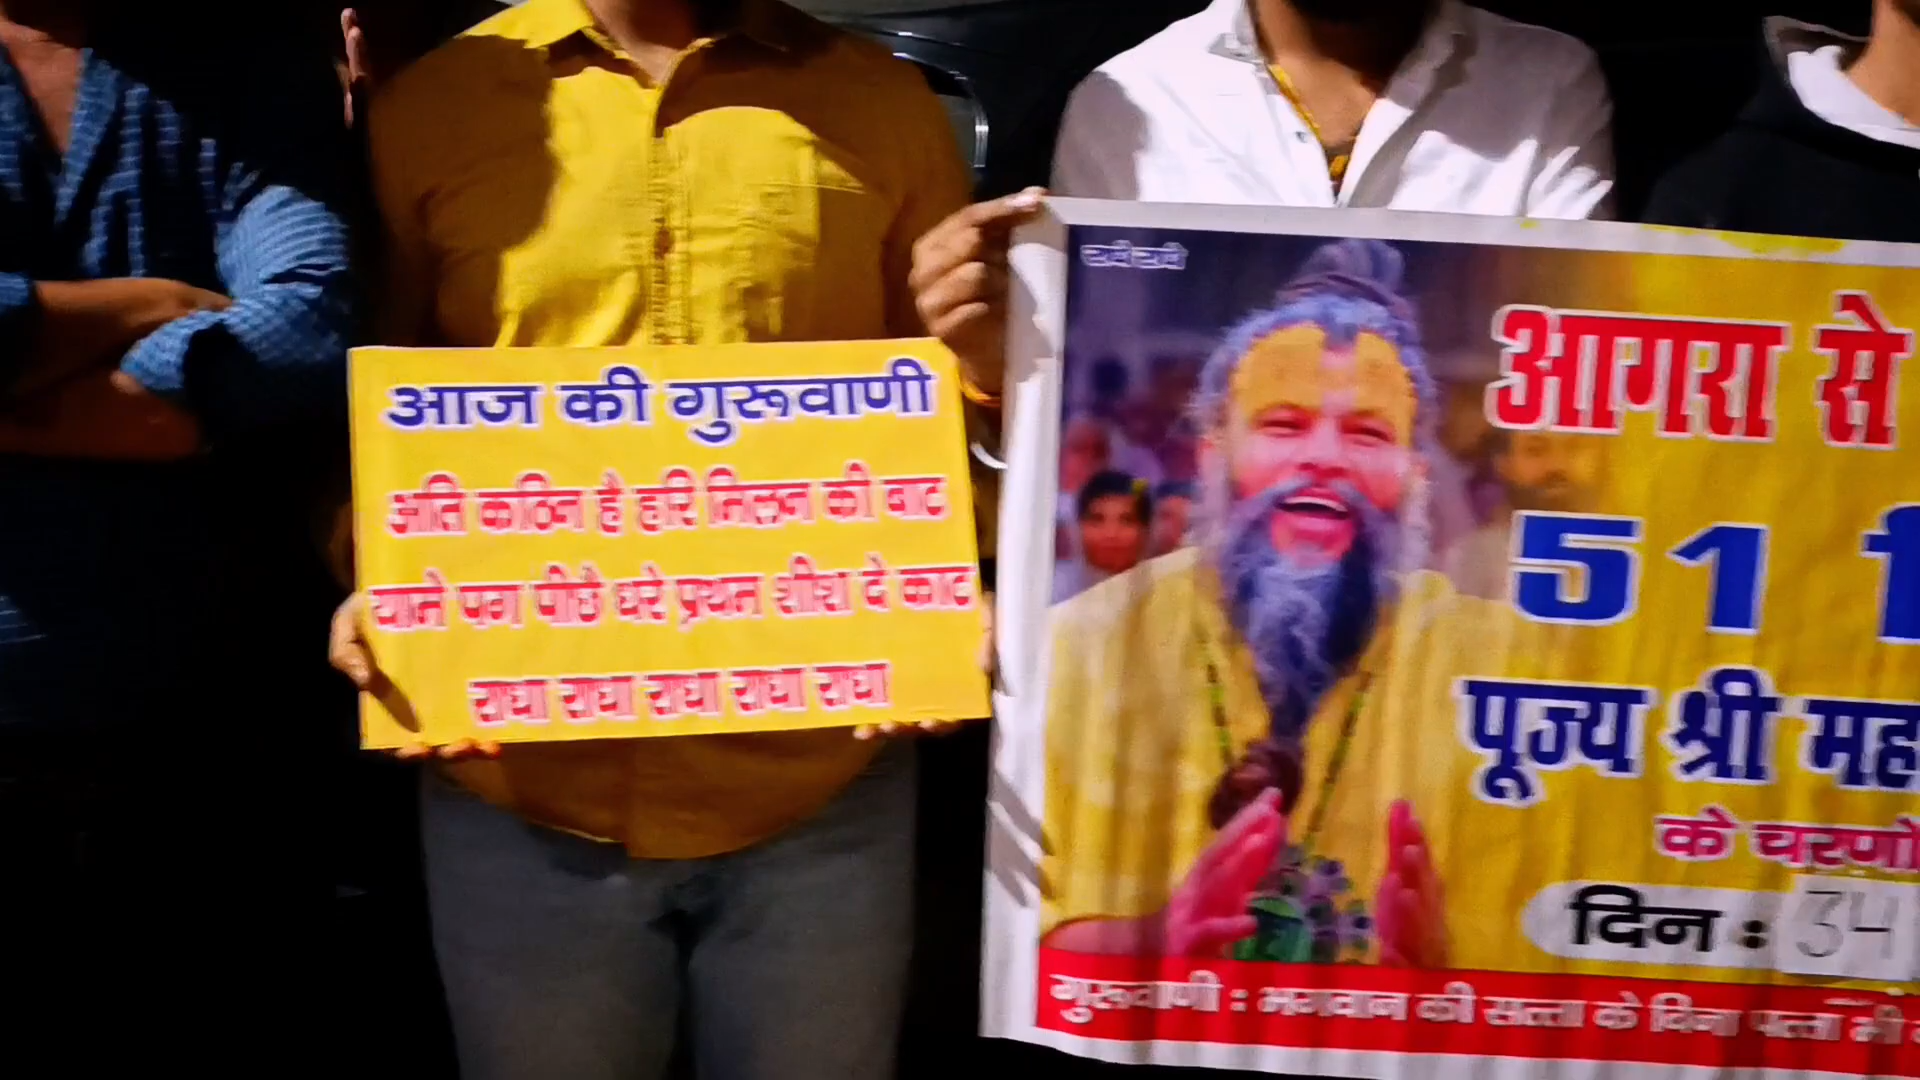 आज की गुरूवाणी
अति कठिन है हरि मिलन की बाट
याने पग पीछे धरे प्रथम शीश दे काट
राधा राधा राधा राधा राधा
राधे राधे
आगरा से
51
पूज्य श्री मह
के चरणों
दिन : 34
गुरूवाणी : भगवान की सत्ता के बिना पत्ता भी